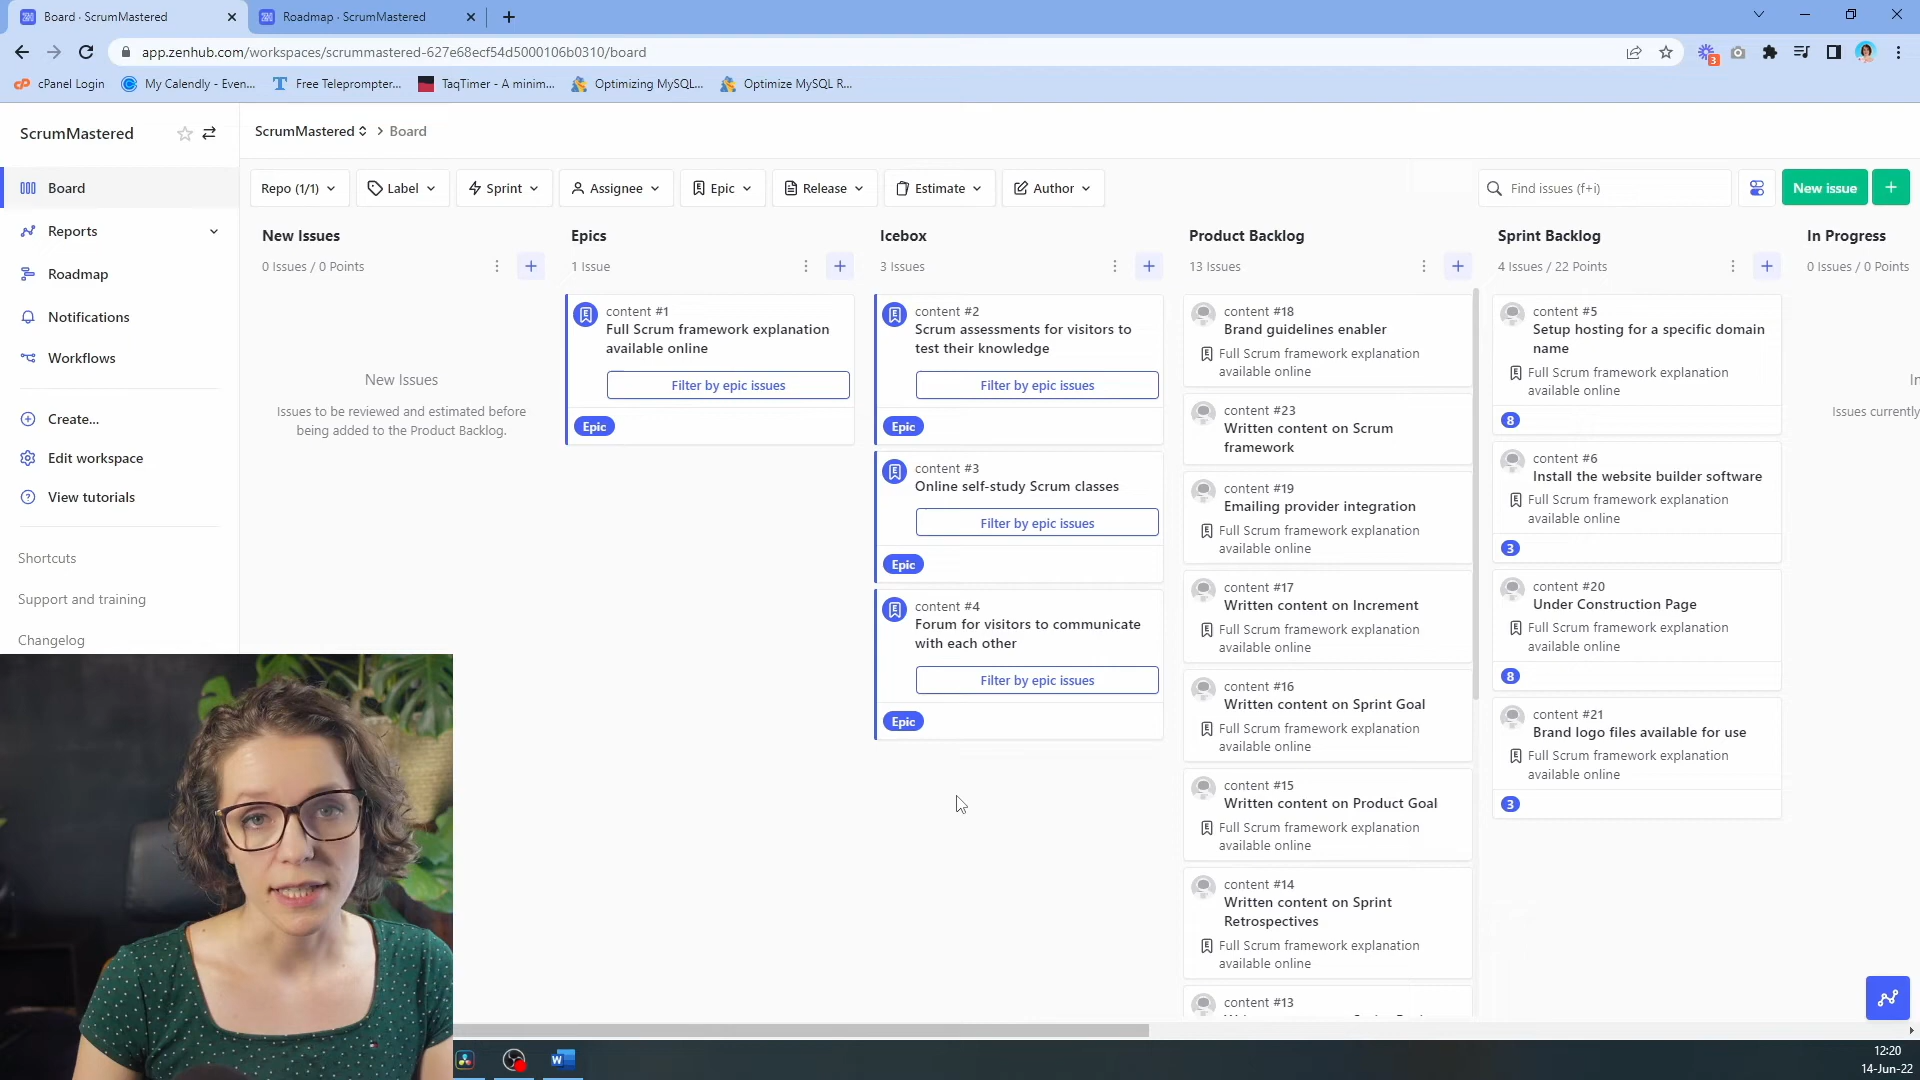 Board · ScrumMastered
Roadmap · ScrumMastered
app.zenhub.com/workspaces/scrummastered-627e68ecf54d5000106b0310/board
3
cPanel Login
My Calendly - Even...
Free Teleprompter...
TaqTimer - A minim...
Optimizing MySQL...
Optimize MySQL R...
ScrumMastered
ScrumMastered
Board
Board
Reports
Roadmap
Notifications
Workflows
Create...
Edit workspace
View tutorials
Shortcuts
Support and training
Changelog
Repo (1/1)
Label
Sprint
Assignee
Epic
Release
Estimate
Author
Find issues (f+i)
New issue
New Issues
0 Issues / 0 Points
New Issues
Issues to be reviewed and estimated before
being added to the Product Backlog.
Epics
1 Issue
content #1
Full Scrum framework explanation
available online
Filter by epic issues
Epic
Icebox
3 Issues
content #2
Scrum assessments for visitors to
test their knowledge
Filter by epic issues
Epic
content #3
Online self-study Scrum classes
Filter by epic issues
Epic
content #4
Forum for visitors to communicate
with each other
Filter by epic issues
Epic
Product Backlog
13 Issues
content #18
Brand guidelines enabler
Full Scrum framework explanation
available online
content #23
Written content on Scrum
framework
content #19
Emailing provider integration
Full Scrum framework explanation
available online
content #17
Written content on Increment
Full Scrum framework explanation
available online
content #16
Written content on Sprint Goal
Full Scrum framework explanation
available online
content #15
Written content on Product Goal
Full Scrum framework explanation
available online
content #14
Written content on Sprint
Retrospectives
Full Scrum framework explanation
available online
content #13
Sprint Backlog
4 Issues / 22 Points
content #5
Setup hosting for a specific domain
name
Full Scrum framework explanation
available online
8
content #6
Install the website builder software
Full Scrum framework explanation
available online
3
content #20
Under Construction Page
Full Scrum framework explanation
available online
8
content #21
Brand logo files available for use
Full Scrum framework explanation
available online
3
In Progress
0 Issues / 0 Points
In
Issues currently
12:20
14-Jun-22